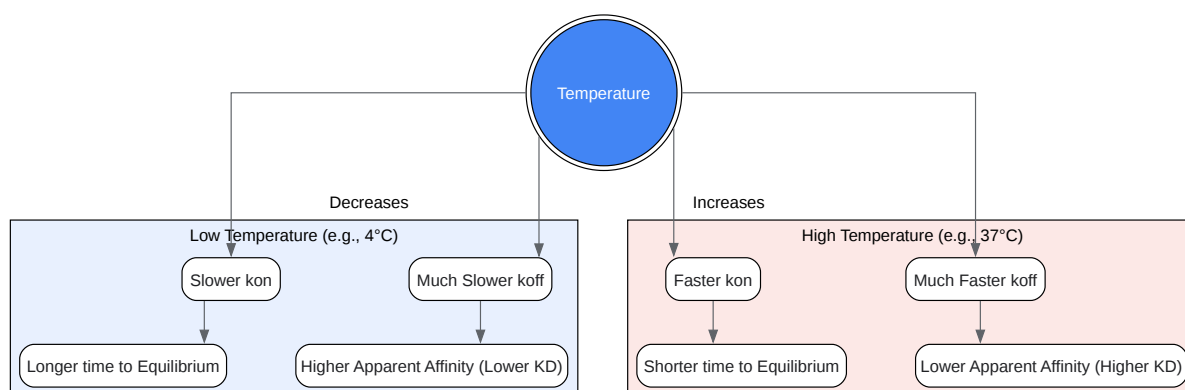 Temperature
Decreases
Increases
Low Temperature (e.g., 4°C)
High Temperature (e.g., 37°C)
Slower kon
Much Slower koff
Faster kon
Much Faster koff
Longer time to Equilibrium
Higher Apparent Affinity (Lower KD)
Shorter time to Equilibrium
Lower Apparent Affinity (Higher KD)